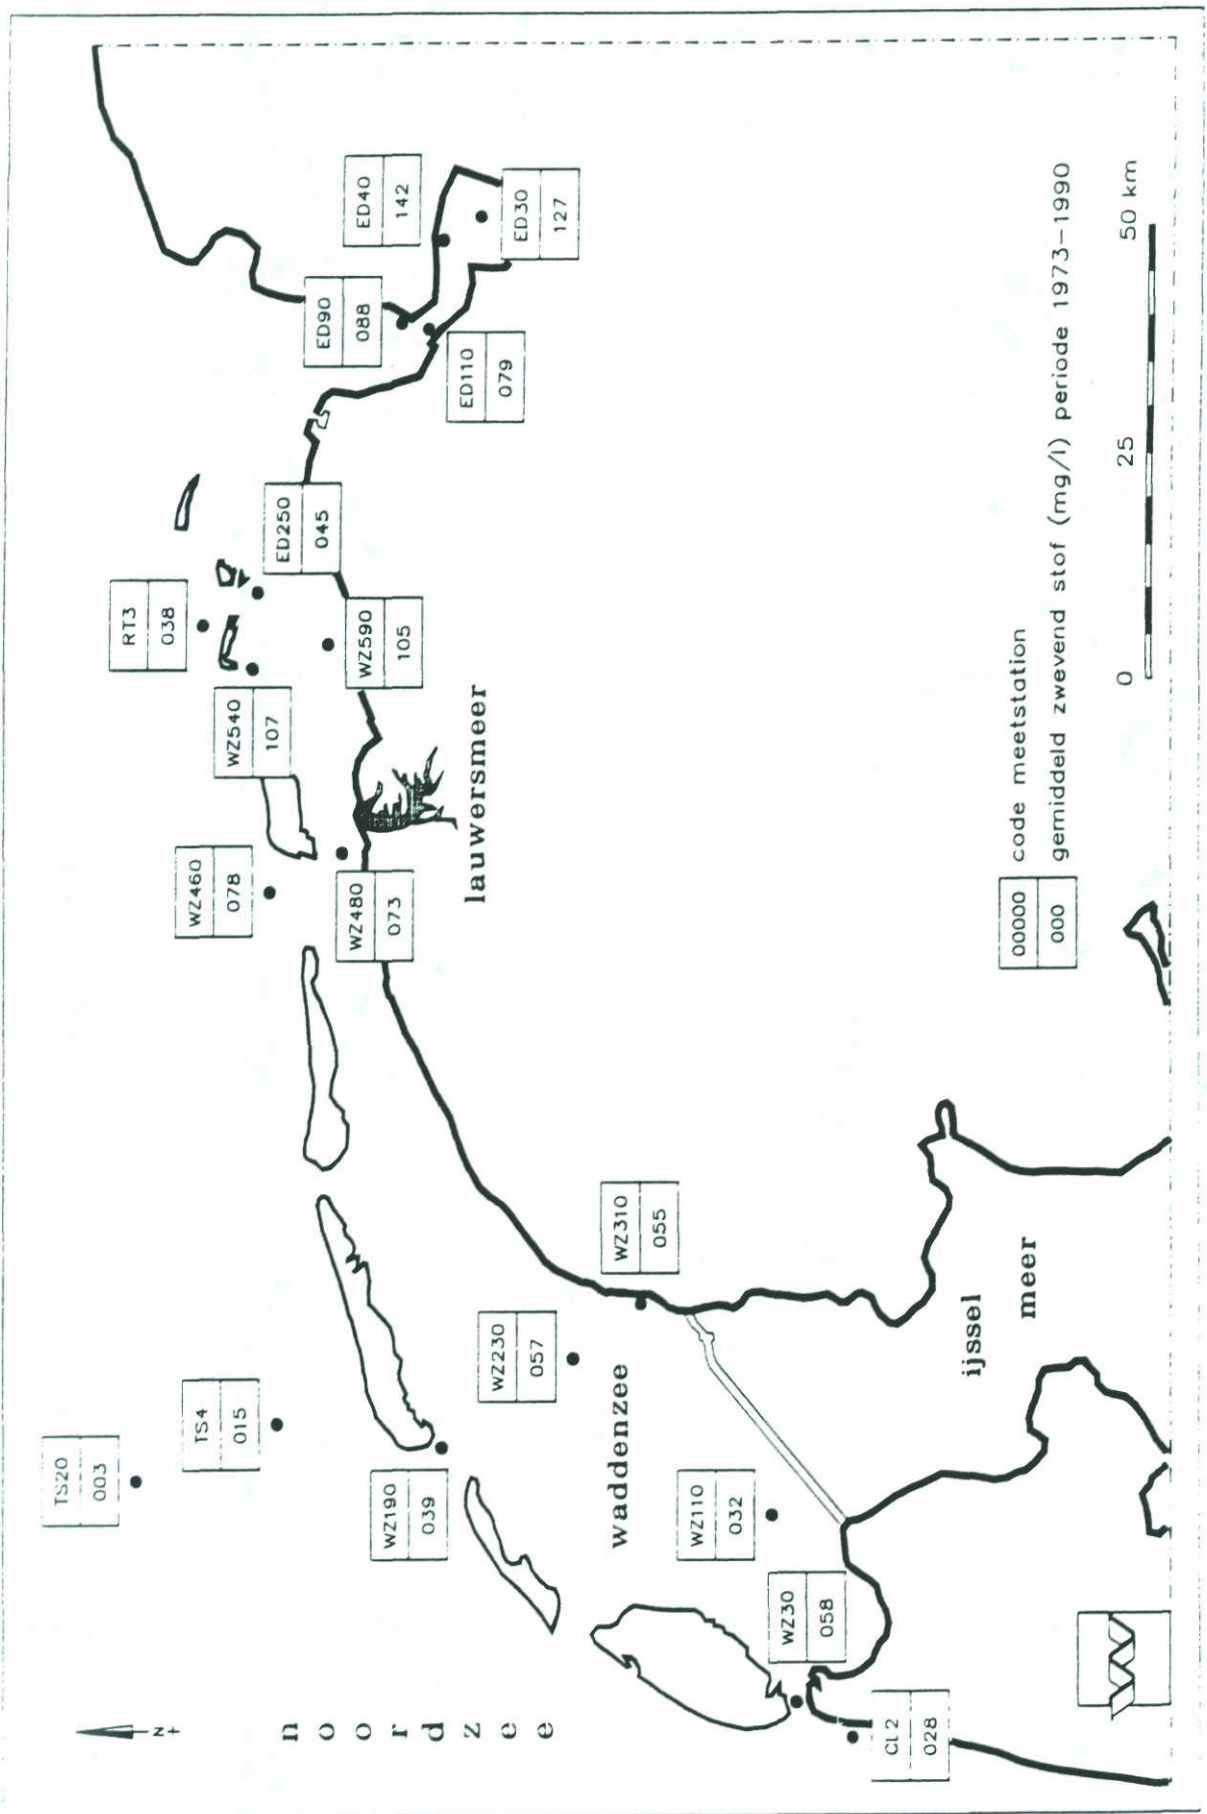 TS20
003
TS4
015
RT3
038
WZ460
078
WZ540
107
ED250
045
ED90
088
ED40
142
ED30
127
ED110
079
WZ590
105
WZ480
073
lauwersmeer
WZ190
039
WZ230
057
WZ310
055
waddenzee
WZ110
032
WZ30
058
CL2
028
noordzee
N
ijssel
meer
00000
000
code meetstation
gemiddeld zwevend stof (mg/l) periode 1973-1990
0 25 50 km